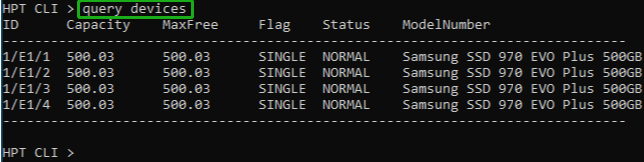 HPT CLI > query devices
ID Capacity MaxFree Flag Status ModelNumber
-------------------------------------------------------------------------------
1/E1/1 500.03 500.03 SINGLE NORMAL Samsung SSD 970 EVO Plus 500GB
1/E1/2 500.03 500.03 SINGLE NORMAL Samsung SSD 970 EVO Plus 500GB
1/E1/3 500.03 500.03 SINGLE NORMAL Samsung SSD 970 EVO Plus 500GB
1/E1/4 500.03 500.03 SINGLE NORMAL Samsung SSD 970 EVO Plus 500GB
-------------------------------------------------------------------------------
HPT CLI >